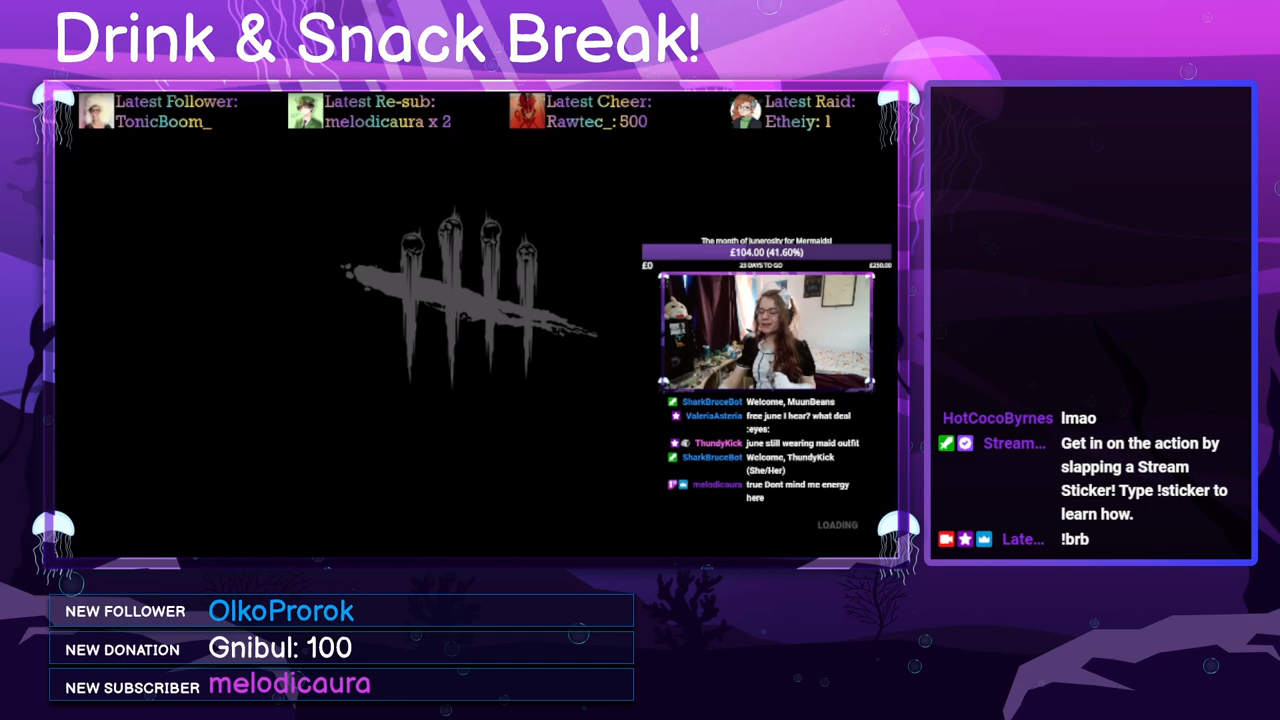 Drink & Snack Break!
Latest Follower:
TonicBoom_
Latest Re-sub:
melodicaura x 2
Latest Cheer:
Rawtec_: 500
Latest Raid:
Etheiy: 1
The month of Junerosity for Mermaids!
£104.00 (41.60%)
£0
23 DAYS TO GO
£250.00
SharkBruceBot Welcome, MuunBeans
ValeriaAsteria free june I hear? what deal
:eyes:
ThundyKick june still wearing maid outfit
SharkBruceBot Welcome, ThundyKick
(She/Her)
melodicaura true Dont mind me energy
here
LOADING
HotCocoByrnes lmao
Stream... Get in on the action by
slapping a Stream
Sticker! Type !sticker to
learn how.
Late... !brb
NEW FOLLOWER OlkoProrok
NEW DONATION Gnibul: 100
NEW SUBSCRIBER melodicaura